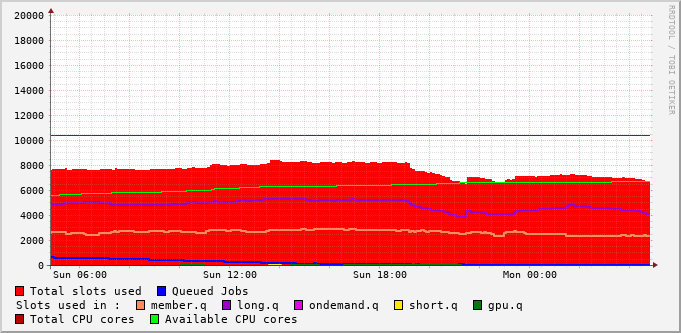 20000
18000
16000
14000
12000
10000
8000
6000
4000
2000
0
Sun 06:00 Sun 12:00 Sun 18:00 Mon 00:00
Total slots used Queued Jobs
Slots used in : member.q long.q ondemand.q short.q gpu.q
Total CPU cores Available CPU cores
RRDTOOL / TOBI OETIKER